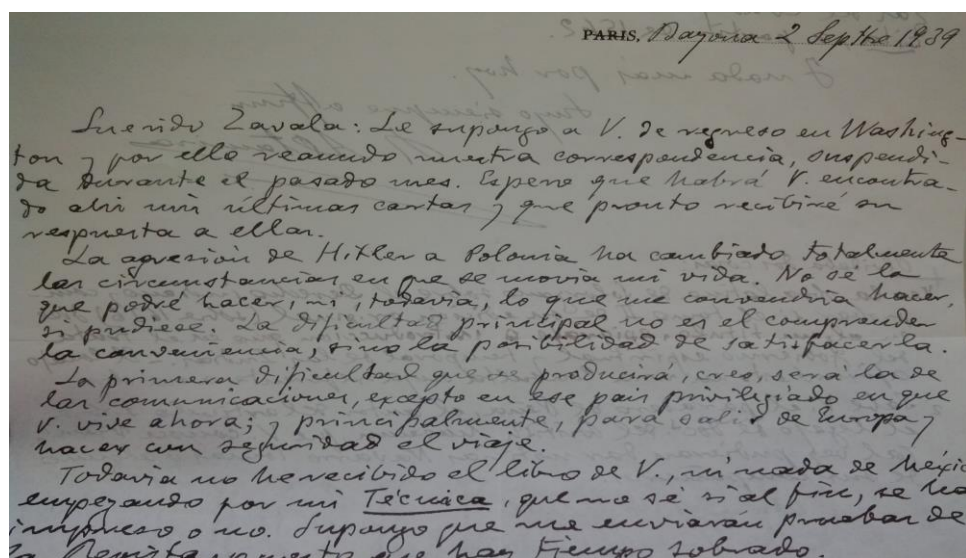 PARIS, Bayona 2 Septbre 1939
Querido Zavala: Le supongo a V. de regreso en Washing-
ton y por ello reanudo nuestra correspondencia, suspendi-
da durante el pasado mes. Espero que habrá V. encontra-
do ahí mis últimas cartas y que pronto recibiré su
respuesta a ellas.
La agresión de Hitler a Polonia ha cambiado totalmente
las circunstancias en que se movía mi vida. No sé lo
que podré hacer, ni, todavía, lo que me convendría hacer,
si pudiese. La dificultad principal no es el comprender
la conveniencia, sino la posibilidad de satisfacerla.
La primera dificultad que se producirá, creo, será la de
las comunicaciones, excepto en ese país privilegiado en que
V. vive ahora; y principalmente, para salir de Europa y
hacer con seguridad el viaje.
Todavía no he recibido el libro de V., ni nada de México
empezando por mi Técnica, que no sé si al fin, se ha
impreso o no. Supongo que me enviarán pruebas de
la Revista puesto que hay tiempo sobrado.